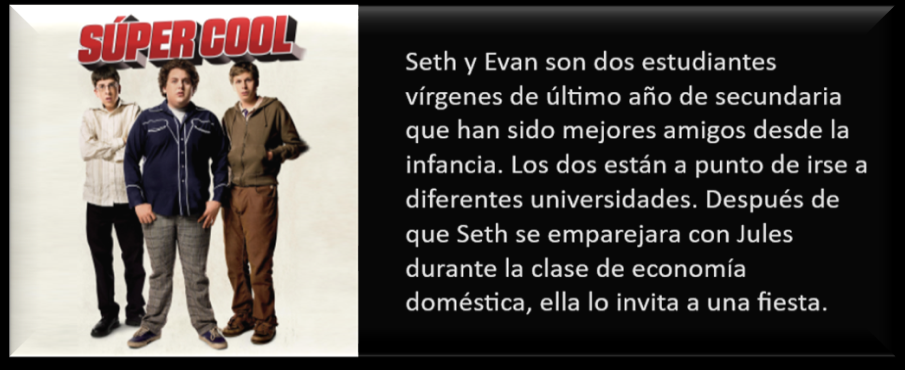 SÚPER COOL
Seth y Evan son dos estudiantes
vírgenes de último año de secundaria
que han sido mejores amigos desde la
infancia. Los dos están a punto de irse a
diferentes universidades. Después de
que Seth se emparejara con Jules
durante la clase de economía
doméstica, ella lo invita a una fiesta.